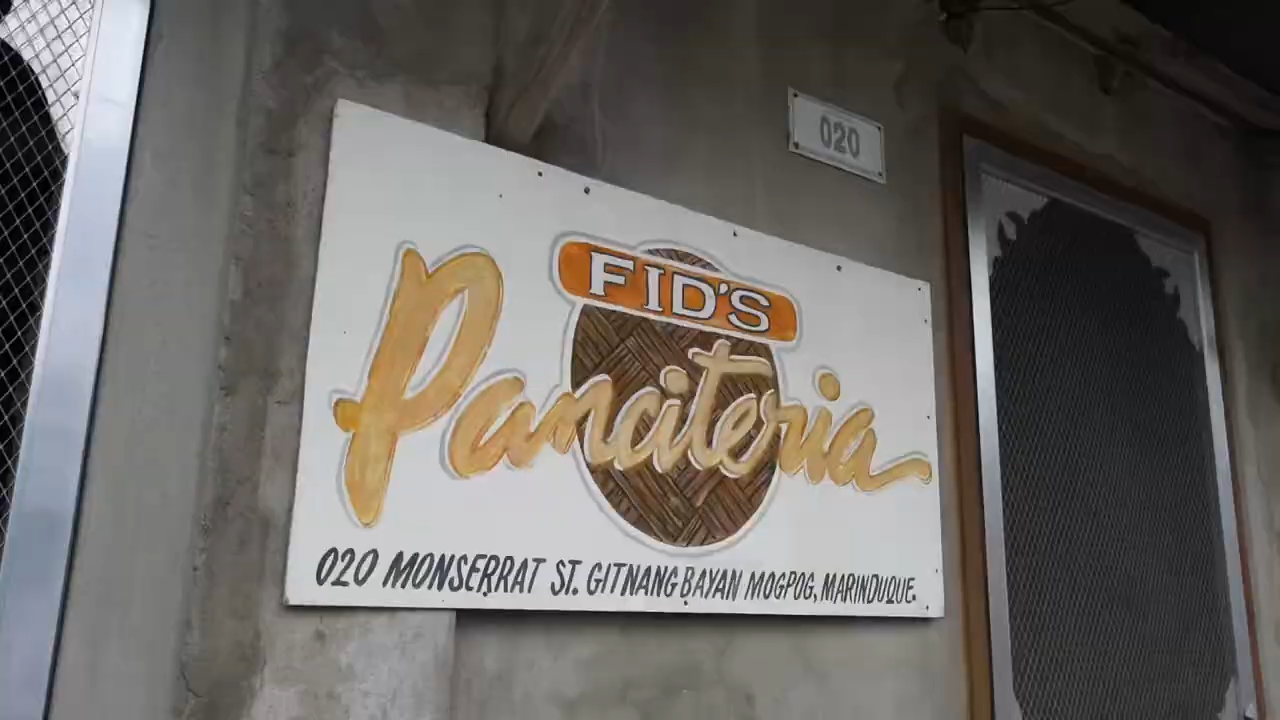 020
FID'S
Panciteria
020 MONSERRAT ST. GITNANG BAYAN MOGPOG, MARINDUQUE.